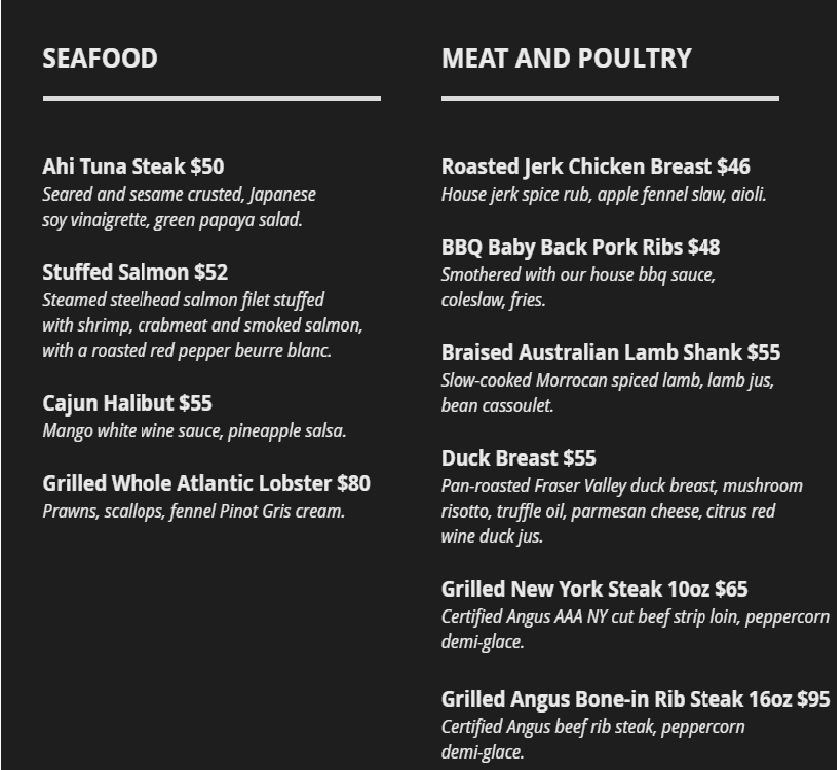 SEAFOOD
Ahi Tuna Steak $50
Seared and sesame crusted, Japanese
soy vinaigrette, green papaya salad.
Stuffed Salmon $52
Steamed steelhead salmon filet stuffed
with shrimp, crabmeat and smoked salmon,
with a roasted red pepper beurre blanc.
Cajun Halibut $55
Mango white wine sauce, pineapple salsa.
Grilled Whole Atlantic Lobster $80
Prawns, scallops, fennel Pinot Gris cream.
MEAT AND POULTRY
Roasted Jerk Chicken Breast $46
House jerk spice rub, apple fennel slaw, aioli.
BBQ Baby Back Pork Ribs $48
Smothered with our house bbq sauce,
coleslaw, fries.
Braised Australian Lamb Shank $55
Slow-cooked Morrocan spiced lamb, lamb jus,
bean cassoulet.
Duck Breast $55
Pan-roasted Fraser Valley duck breast, mushroom
risotto, truffle oil, parmesan cheese, citrus red
wine duck jus.
Grilled New York Steak 10oz $65
Certified Angus AAA NY cut beef strip loin, peppercorn
demi-glace.
Grilled Angus Bone-in Rib Steak 16oz $95
Certified Angus beef rib steak, peppercorn
demi-glace.